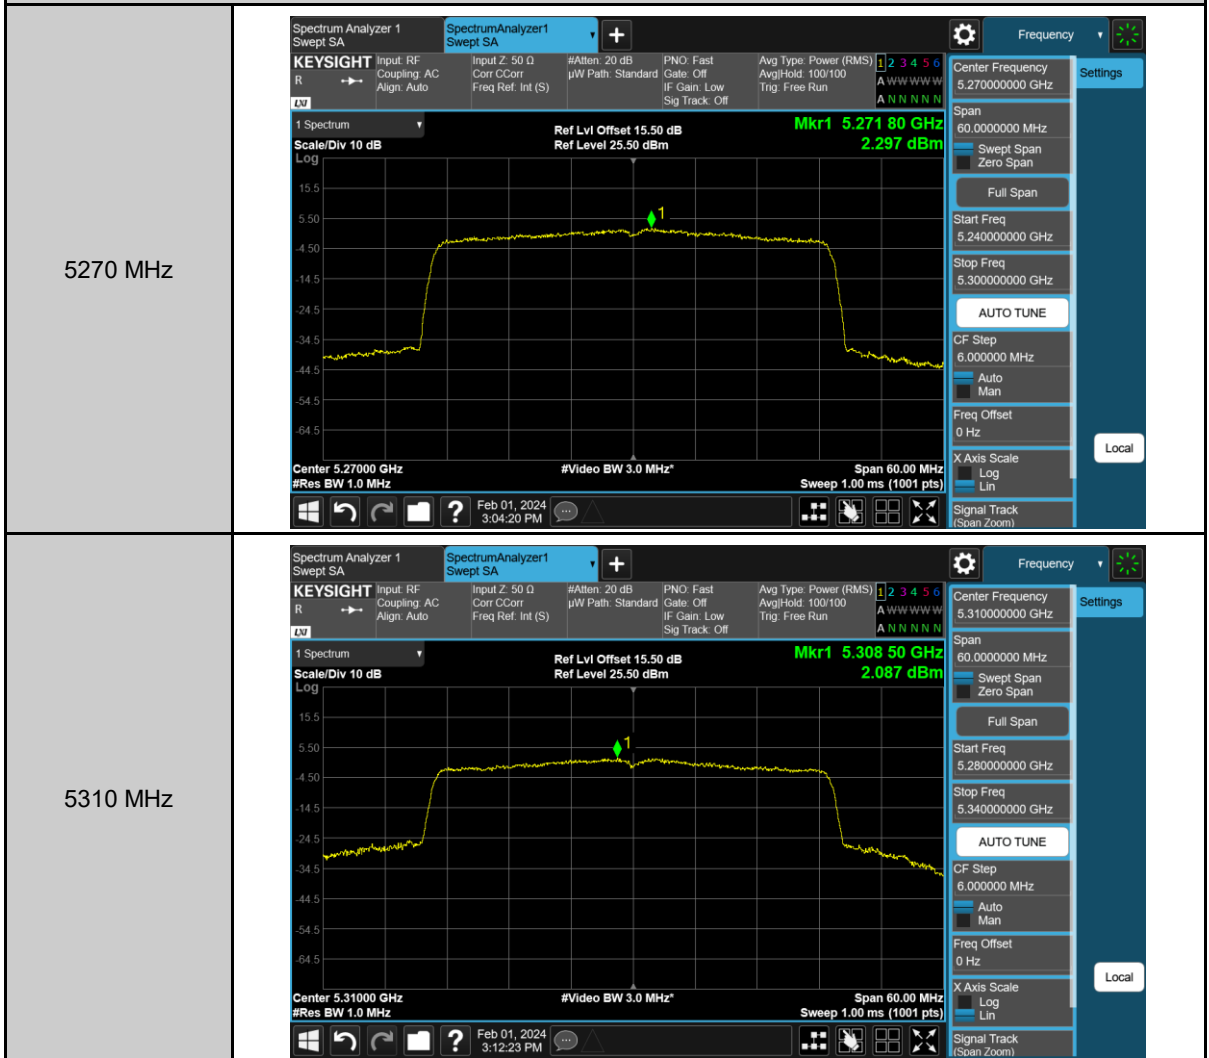 5270 MHz
Spectrum Analyzer 1
Swept SA
SpectrumAnalyzer1
Swept SA
+
Frequency
KEYSIGHT
R
LXI
Input: RF
Coupling: AC
Align: Auto
Input Z: 50 Ω
Corr CCorr
Freq Ref: Int (S)
#Atten: 20 dB
µW Path: Standard
PNO: Fast
Gate: Off
IF Gain: Low
Sig Track: Off
Avg Type: Power (RMS)
Avg|Hold: 100/100
Trig: Free Run
1 2 3 4 5 6
A W W W W W
A N N N N N
1 Spectrum
Scale/Div 10 dB
Log
Ref Lvl Offset 15.50 dB
Ref Level 25.50 dBm
Mkr1 5.271 80 GHz
2.297 dBm
1
15.5
5.50
-4.50
-14.5
-24.5
-34.5
-44.5
-54.5
-64.5
Center 5.27000 GHz
#Res BW 1.0 MHz
#Video BW 3.0 MHz*
Span 60.00 MHz
Sweep 1.00 ms (1001 pts)
?
Feb 01, 2024
3:04:20 PM
Center Frequency
5.270000000 GHz
Span
60.0000000 MHz
Swept Span
Zero Span
Full Span
Start Freq
5.240000000 GHz
Stop Freq
5.300000000 GHz
AUTO TUNE
CF Step
6.000000 MHz
Auto
Man
Freq Offset
0 Hz
X Axis Scale
Log
Lin
Signal Track
(Span Zoom)
Settings
Local
5310 MHz
Spectrum Analyzer 1
Swept SA
SpectrumAnalyzer1
Swept SA
+
Frequency
KEYSIGHT
R
LXI
Input: RF
Coupling: AC
Align: Auto
Input Z: 50 Ω
Corr CCorr
Freq Ref: Int (S)
#Atten: 20 dB
µW Path: Standard
PNO: Fast
Gate: Off
IF Gain: Low
Sig Track: Off
Avg Type: Power (RMS)
Avg|Hold: 100/100
Trig: Free Run
1 2 3 4 5 6
A W W W W W
A N N N N N
1 Spectrum
Scale/Div 10 dB
Log
Ref Lvl Offset 15.50 dB
Ref Level 25.50 dBm
Mkr1 5.308 50 GHz
2.087 dBm
1
15.5
5.50
-4.50
-14.5
-24.5
-34.5
-44.5
-54.5
-64.5
Center 5.31000 GHz
#Res BW 1.0 MHz
#Video BW 3.0 MHz*
Span 60.00 MHz
Sweep 1.00 ms (1001 pts)
?
Feb 01, 2024
3:12:23 PM
Center Frequency
5.310000000 GHz
Span
60.0000000 MHz
Swept Span
Zero Span
Full Span
Start Freq
5.280000000 GHz
Stop Freq
5.340000000 GHz
AUTO TUNE
CF Step
6.000000 MHz
Auto
Man
Freq Offset
0 Hz
X Axis Scale
Log
Lin
Signal Track
(Span Zoom)
Settings
Local